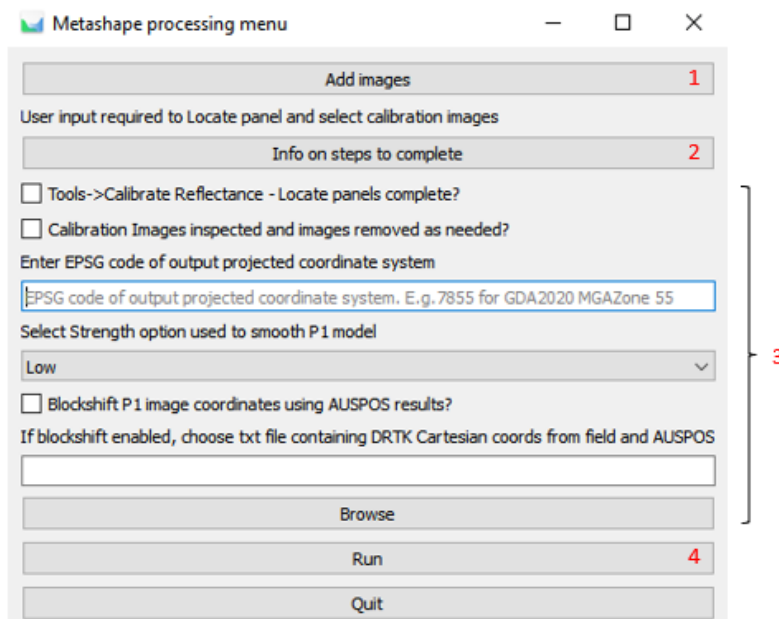 Metashape processing menu
Add images 1
User input required to Locate panel and select calibration images
Info on steps to complete 2
Tools->Calibrate Reflectance - Locate panels complete?
Calibration Images inspected and images removed as needed?
Enter EPSG code of output projected coordinate system
EPSG code of output projected coordinate system. E.g.7855 for GDA2020 MGAZone 55
Select Strength option used to smooth P1 model
3
Low
Blockshift P1 image coordinates using AUSPOS results?
If blockshift enabled, choose txt file containing DRTK Cartesian coords from field and AUSPOS
Browse
Run 4
Quit